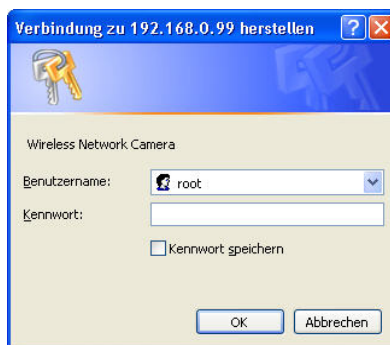 Verbindung zu 192.168.0.99 herstellen
Wireless Network Camera
Benutzername:
root
Kennwort:
Kennwort speichern
OK
Abbrechen